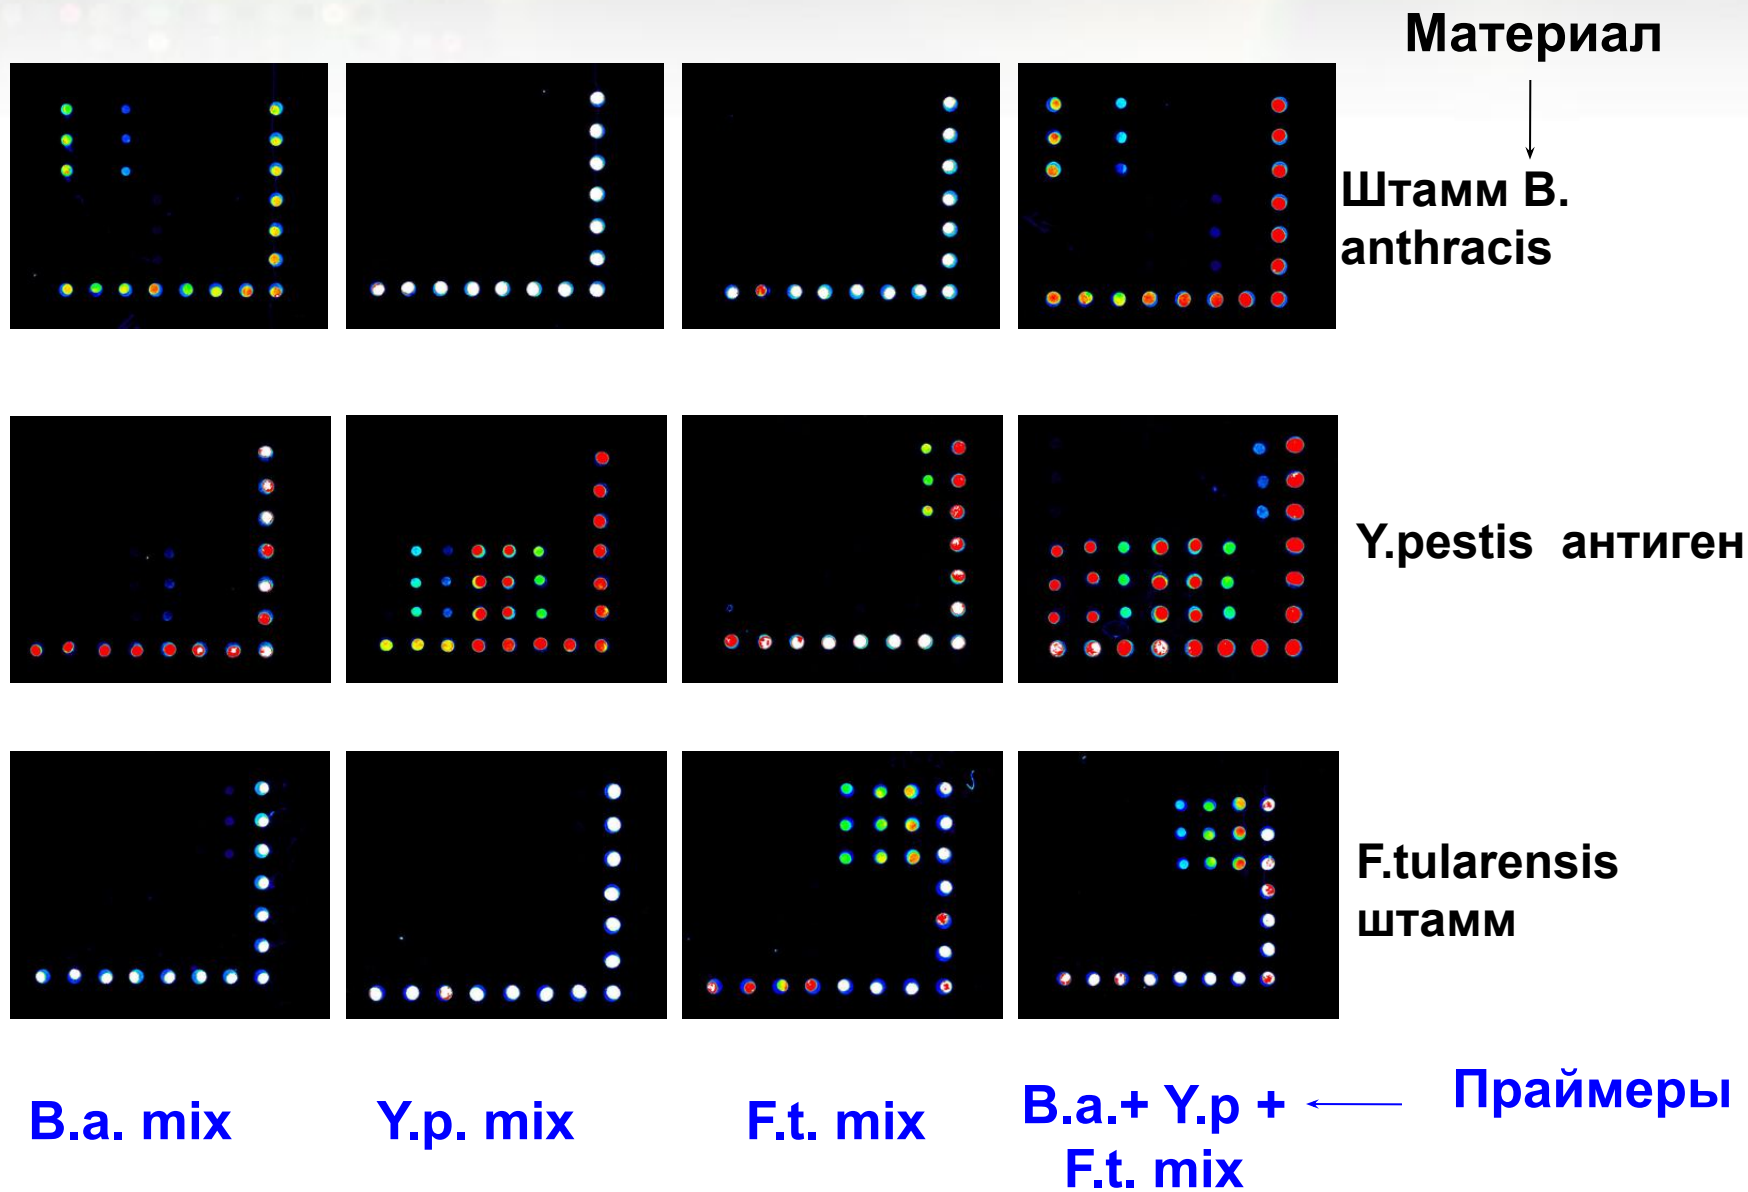 Материал
Штамм B.
anthracis
Y.pestis антиген
F.tularensis
штамм
B.a. mix
Y.p. mix
F.t. mix
B.a.+ Y.p +
F.t. mix
Праймеры